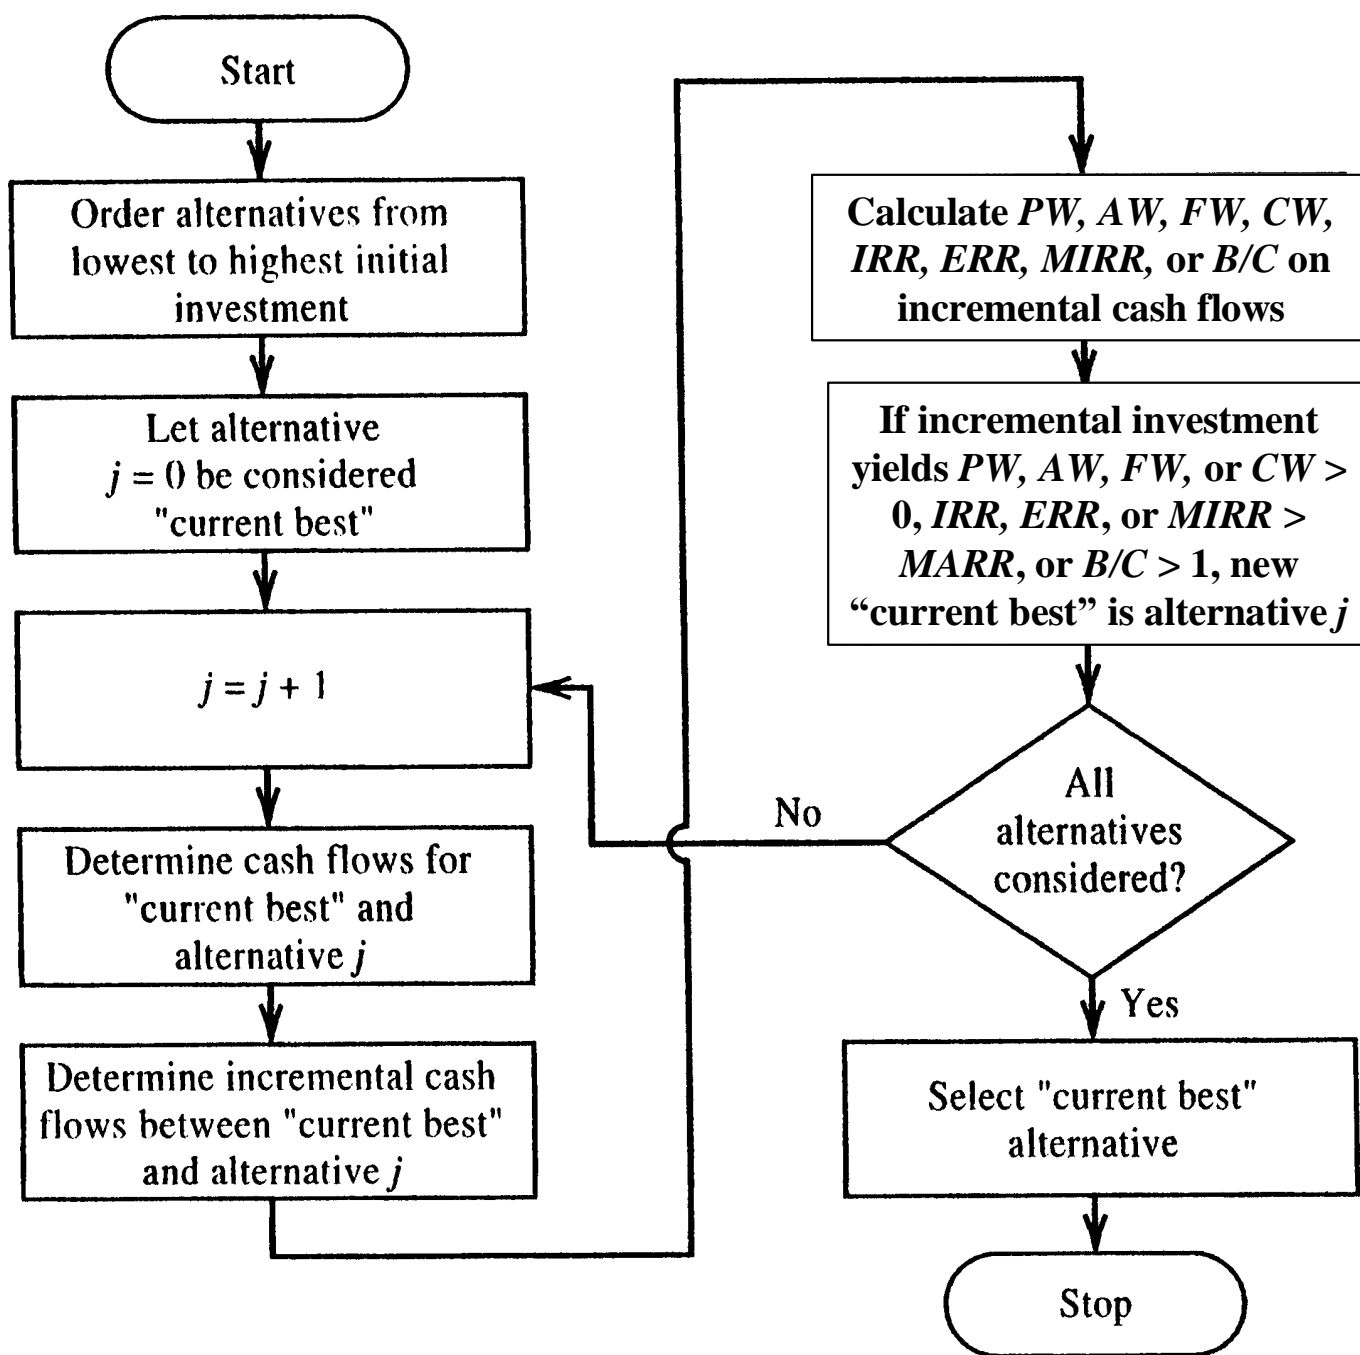 Start
Order alternatives from
lowest to highest initial
investment
Let alternative
j = 0 be considered
"current best"
j = j + 1
Determine cash flows for
"current best" and
alternative j
Determine incremental cash
flows between "current best"
and alternative j
Calculate PW, AW, FW, CW,
IRR, ERR, MIRR, or B/C on
incremental cash flows
If incremental investment
yields PW, AW, FW, or CW >
0, IRR, ERR, or MIRR >
MARR, or B/C > 1, new
“current best” is alternative j
All
alternatives
considered?
No
Yes
Select "current best"
alternative
Stop